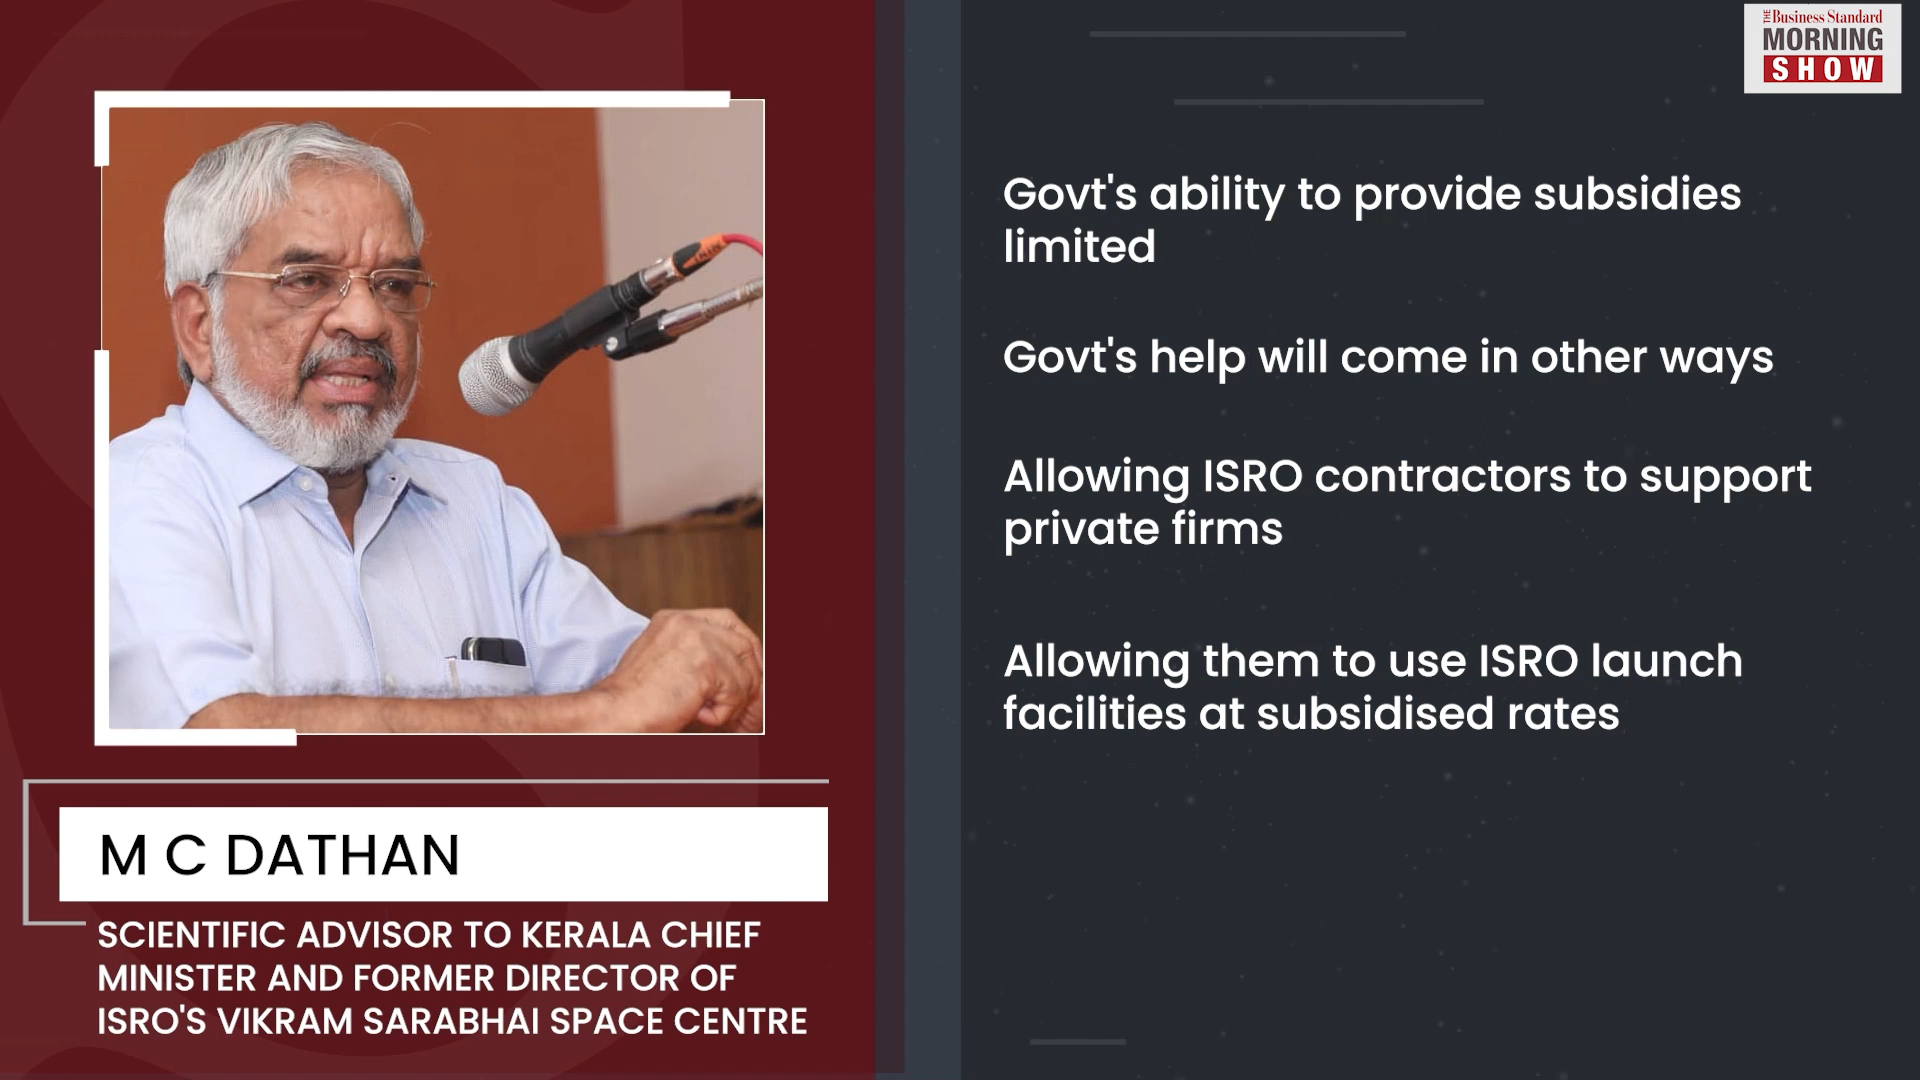 THE Business Standard
MORNING
SHOW
Govt's ability to provide subsidies
limited
Govt's help will come in other ways
Allowing ISRO contractors to support
private firms
Allowing them to use ISRO launch
facilities at subsidised rates
M C DATHAN
SCIENTIFIC ADVISOR TO KERALA CHIEF
MINISTER AND FORMER DIRECTOR OF
ISRO'S VIKRAM SARABHAI SPACE CENTRE